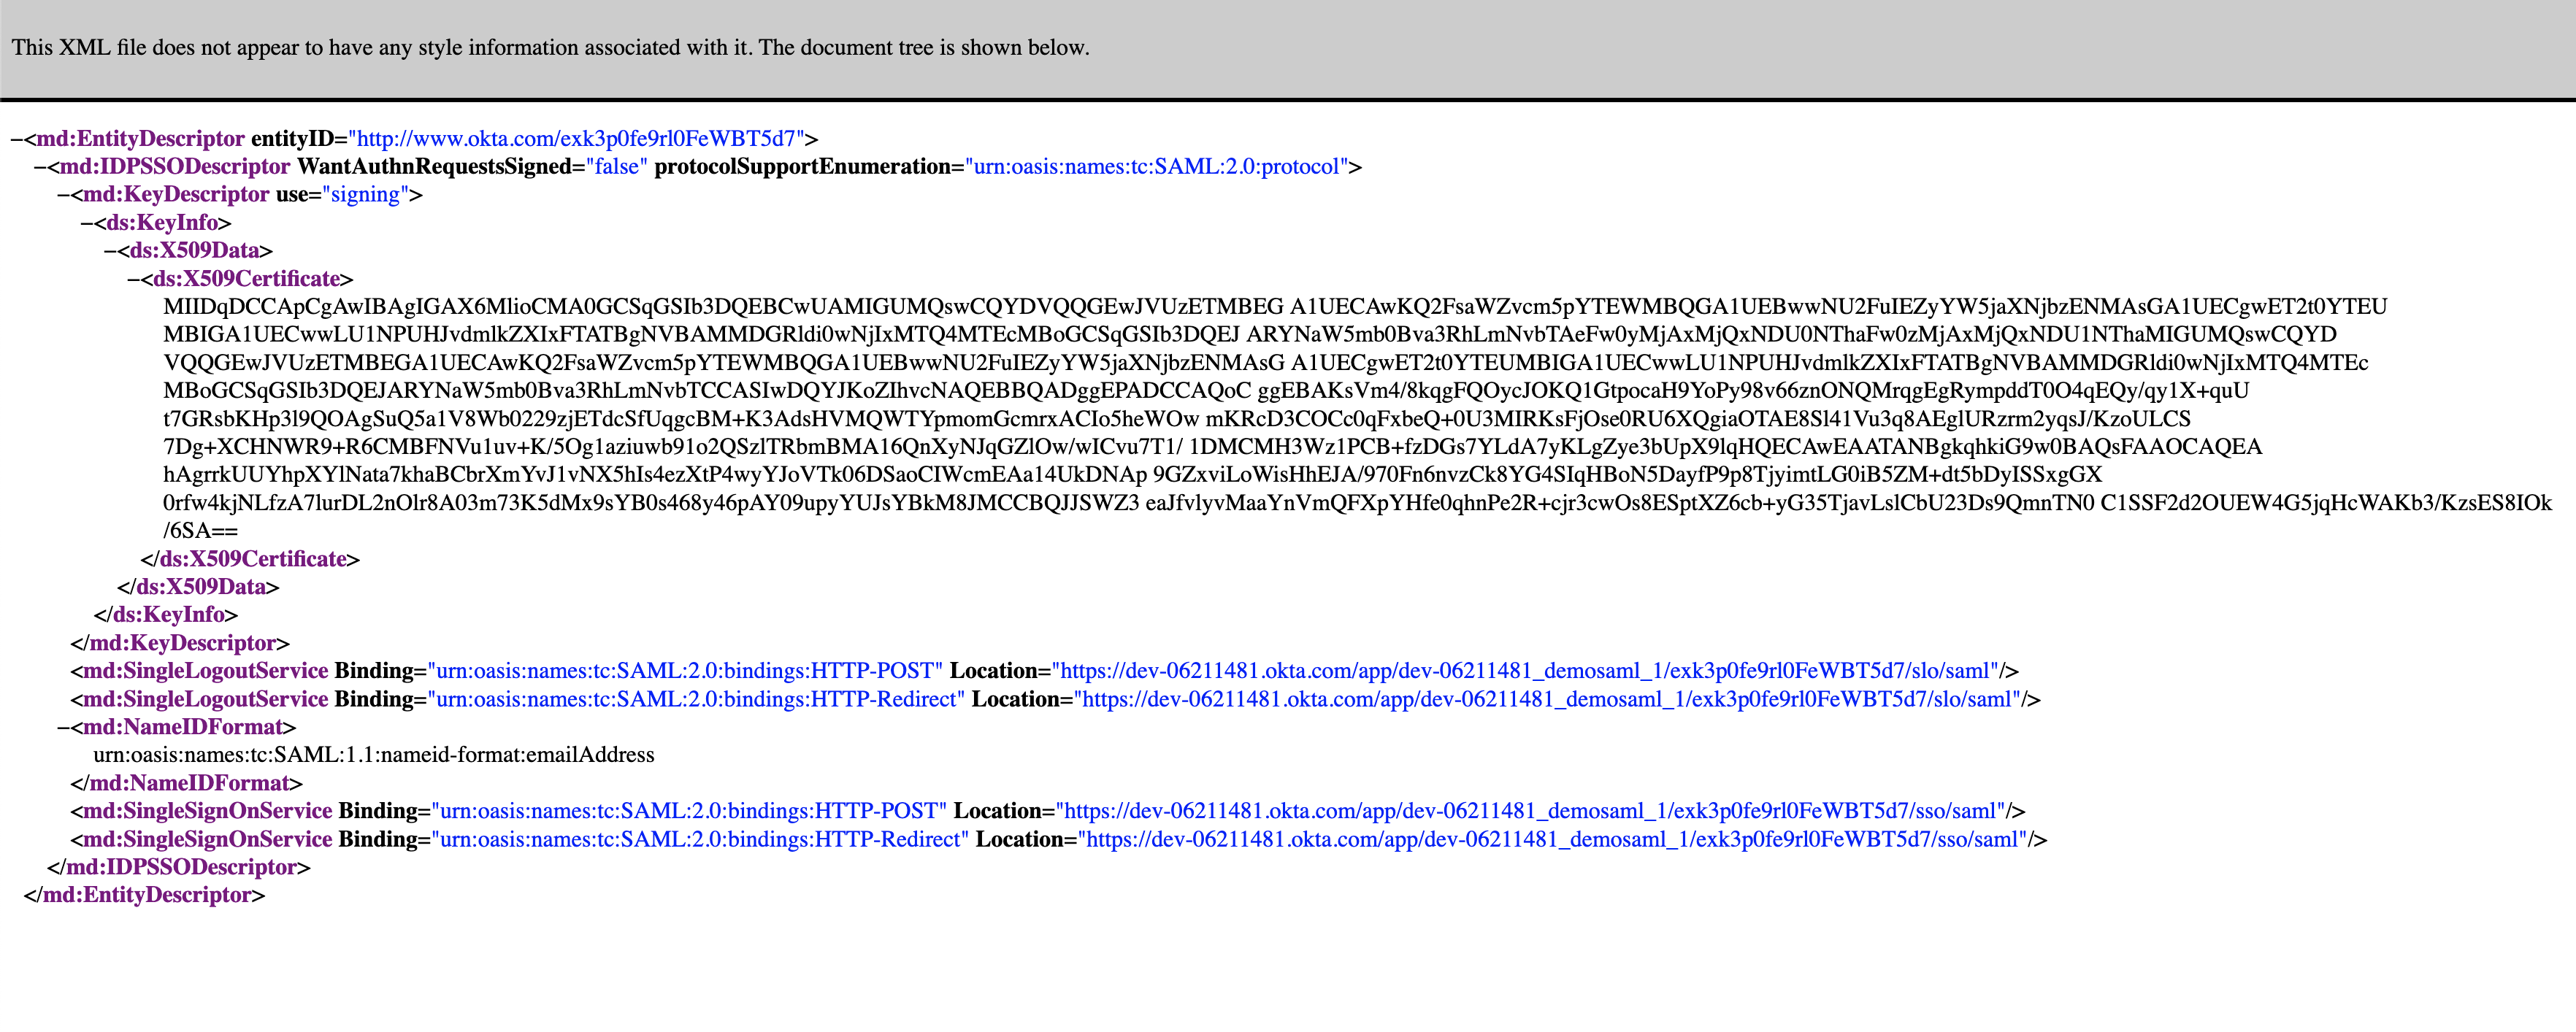 This XML file does not appear to have any style information associated with it. The document tree is shown below.
–<md:EntityDescriptor entityID="http://www.okta.com/exk3p0fe9rl0FeWBT5d7">
–<md:IDPSSODescriptor WantAuthnRequestsSigned="false" protocolSupportEnumeration="urn:oasis:names:tc:SAML:2.0:protocol">
–<md:KeyDescriptor use="signing">
–<ds:KeyInfo>
–<ds:X509Data>
–<ds:X509Certificate>
MIIDqDCCApCgAwIBAgIGAX6MlioCMA0GCSqGSIb3DQEBCwUAMIGUMQswCQYDVQQGEwJVUzETMBEG A1UECAwKQ2FsaWZvcm5pYTEWMBQGA1UEBwwNU2FuIEZyYW5jaXNjbzENMAsGA1UECgwET2t0YTEU
MBIGA1UECwwLU1NPUHJvdmlkZXIxFTATBgNVBAMMDGRldi0wNjIxMTQ4MTEcMBoGCSqGSIb3DQEJ ARYNaW5mb0Bva3RhLmNvbTAeFw0yMjAxMjQxNDU0NThaFw0zMjAxMjQxNDU1NThaMIGUMQswCQYD
VQQGEwJVUzETMBEGA1UECAwKQ2FsaWZvcm5pYTEWMBQGA1UEBwwNU2FuIEZyYW5jaXNjbzENMAsG A1UECgwET2t0YTEUMBIGA1UECwwLU1NPUHJvdmlkZXIxFTATBgNVBAMMDGRldi0wNjIxMTQ4MTEc
MBoGCSqGSIb3DQEJARYNaW5mb0Bva3RhLmNvbTCCASIwDQYJKoZIhvcNAQEBBQADggEPADCCAQoC ggEBAKsVm4/8kqgFQOycJOKQ1GtpocaH9YoPy98v66znONQMrqgEgRympddT0O4qEQy/qy1X+quU
t7GRsbKHp3l9QOAgSuQ5a1V8Wb0229zjETdcSfUqgcBM+K3AdsHVMQWTYpmomGcmrxACIo5heWOw mKRcD3COCc0qFxbeQ+0U3MIRKsFjOse0RU6XQgiaOTAE8Sl41Vu3q8AEglURzrm2yqsJ/KzoULCS
7Dg+XCHNWR9+R6CMBFNVu1uv+K/5Og1aziuwb91o2QSzlTRbmBMA16QnXyNJqGZlOw/wICvu7T1/ 1DMCMH3Wz1PCB+fzDGs7YLdA7yKLgZye3bUpX9lqHQECAwEAATANBgkqhkiG9w0BAQsFAAOCAQEA
hAgrrkUUYhpXYlNata7khaBCbrXmYvJ1vNX5hIs4ezXtP4wyYJoVTk06DSaoCIWcmEAa14UkDNAp 9GZxviLoWisHhEJA/970Fn6nvzCk8YG4SIqHBoN5DayfP9p8TjyimtLG0iB5ZM+dt5bDyISSxgGX
0rfw4kjNLfzA7lurDL2nOlr8A03m73K5dMx9sYB0s468y46pAY09upyYUJsYBkM8JMCCBQJJSWZ3 eaJfvlyvMaaYnVmQFXpYHfe0qhnPe2R+cjr3cwOs8ESptXZ6cb+yG35TjavLslCbU23Ds9QmnTN0 C1SSF2d2OUEW4G5jqHcWAKb3/KzsES8IOk
/6SA==
</ds:X509Certificate>
</ds:X509Data>
</ds:KeyInfo>
</md:KeyDescriptor>
<md:SingleLogoutService Binding="urn:oasis:names:tc:SAML:2.0:bindings:HTTP-POST" Location="https://dev-06211481.okta.com/app/dev-06211481_demosaml_1/exk3p0fe9rl0FeWBT5d7/slo/saml"/>
<md:SingleLogoutService Binding="urn:oasis:names:tc:SAML:2.0:bindings:HTTP-Redirect" Location="https://dev-06211481.okta.com/app/dev-06211481_demosaml_1/exk3p0fe9rl0FeWBT5d7/slo/saml"/>
–<md:NameIDFormat>
urn:oasis:names:tc:SAML:1.1:nameid-format:emailAddress
</md:NameIDFormat>
<md:SingleSignOnService Binding="urn:oasis:names:tc:SAML:2.0:bindings:HTTP-POST" Location="https://dev-06211481.okta.com/app/dev-06211481_demosaml_1/exk3p0fe9rl0FeWBT5d7/sso/saml"/>
<md:SingleSignOnService Binding="urn:oasis:names:tc:SAML:2.0:bindings:HTTP-Redirect" Location="https://dev-06211481.okta.com/app/dev-06211481_demosaml_1/exk3p0fe9rl0FeWBT5d7/sso/saml"/>
</md:IDPSSODescriptor>
</md:EntityDescriptor>